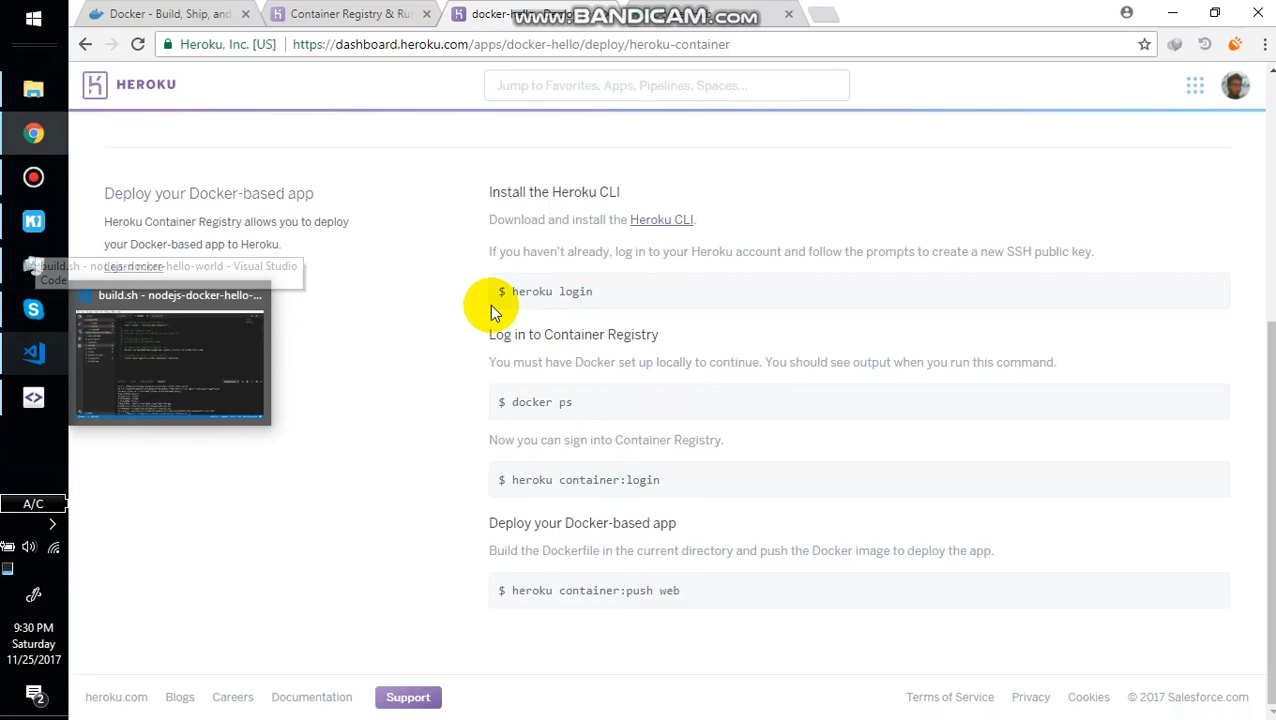 Docker - Build, Ship, and
Container Registry & Ru
docker-hello
www.BANDICAM.com
Heroku, Inc. [US]
https://dashboard.heroku.com/apps/docker-hello/deploy/heroku-container
HEROKU
Jump to Favorites, Apps, Pipelines, Spaces...
Deploy your Docker-based app
Heroku Container Registry allows you to deploy
your Docker-based app to Heroku.
build.sh - nodejs-docker-hello-world - Visual Studio
Code
build.sh - nodejs-docker-hello-...
Install the Heroku CLI
Download and install the Heroku CLI.
If you haven't already, log in to your Heroku account and follow the prompts to create a new SSH public key.
$ heroku login
Log in to Container Registry
You must have Docker set up locally to continue. You should see output when you run this command.
$ docker ps
Now you can sign into Container Registry.
$ heroku container:login
Deploy your Docker-based app
Build the Dockerfile in the current directory and push the Docker image to deploy the app.
$ heroku container:push web
A/C
9:30 PM
Saturday
11/25/2017
2
heroku.com
Blogs
Careers
Documentation
Support
Terms of Service
Privacy
Cookies
© 2017 Salesforce.com